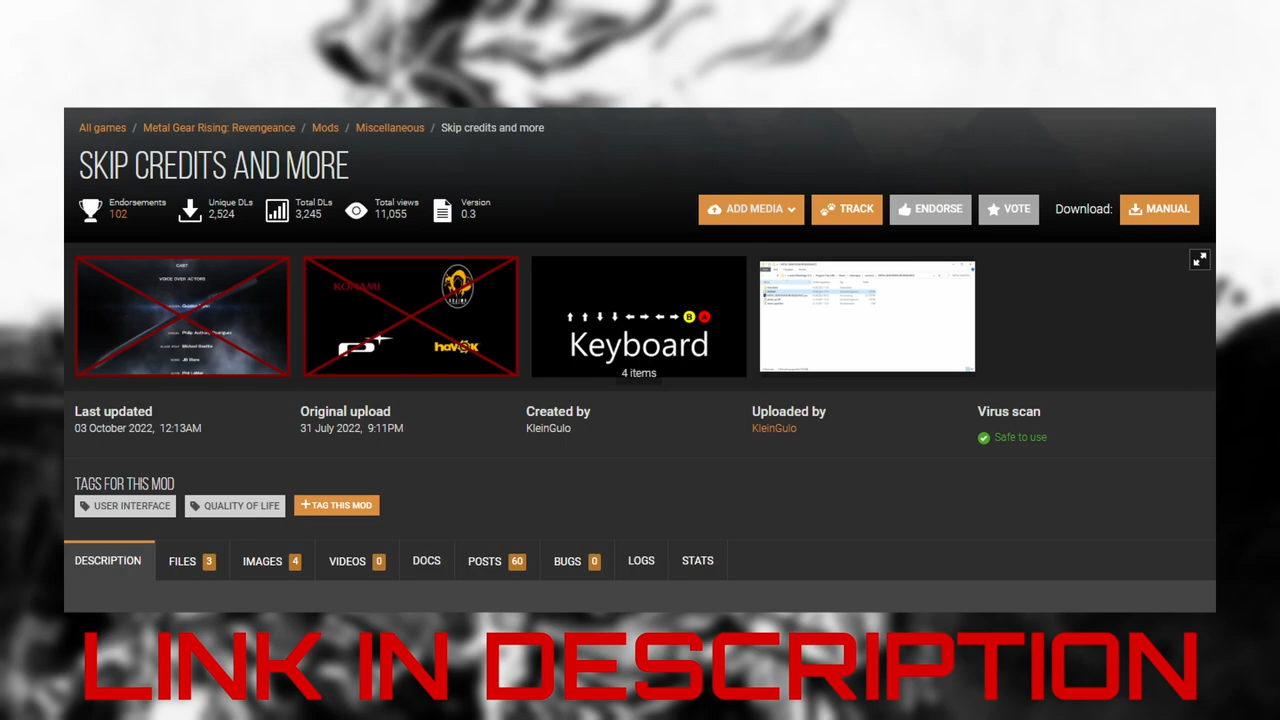 All games / Metal Gear Rising: Revengeance / Mods / Miscellaneous / Skip credits and more
SKIP CREDITS AND MORE
Endorsements
102
Unique DLs
2,524
Total DLs
3,245
Total views
11,055
Version
0.3
ADD MEDIA
TRACK
ENDORSE
VOTE
Download:
MANUAL
CAST
VOICE OVER ACTORS
KONAMI
havok
B A
Keyboard
4 items
Last updated
03 October 2022, 12:13AM
Original upload
31 July 2022, 9:11PM
Created by
KleinGulo
Uploaded by
KleinGulo
Virus scan
Safe to use
TAGS FOR THIS MOD
USER INTERFACE
QUALITY OF LIFE
+ TAG THIS MOD
DESCRIPTION
FILES 3
IMAGES 4
VIDEOS 0
DOCS
POSTS 60
BUGS 0
LOGS
STATS
LINK IN DESCRIPTION